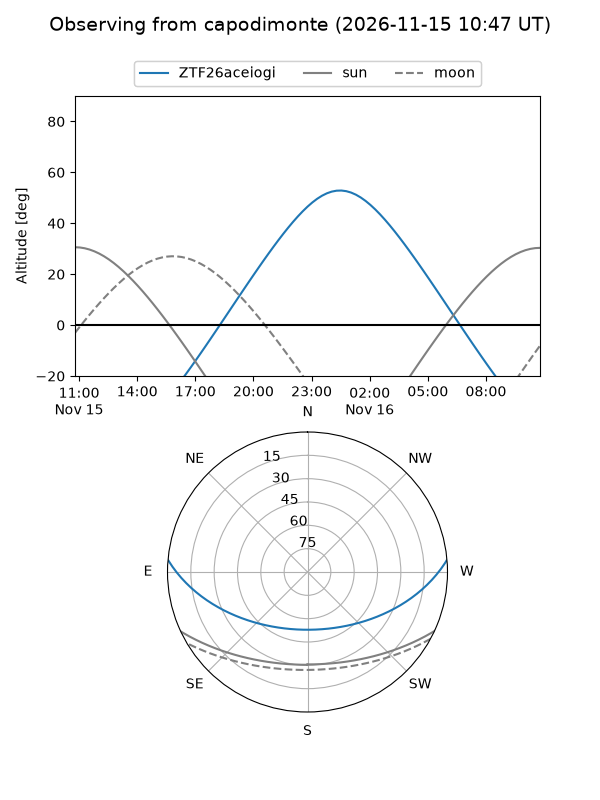 Observing from capodimonte (2026-11-15 10:47 UT)
ZTF26aceiogi sun moon
80
60
40
20
0
−20
Altitude [deg]
11:00 14:00 17:00 20:00 23:00 02:00 05:00 08:00
Nov 15 Nov 16
N
NE NW
15
30
45
60
75
E W
SE SW
S